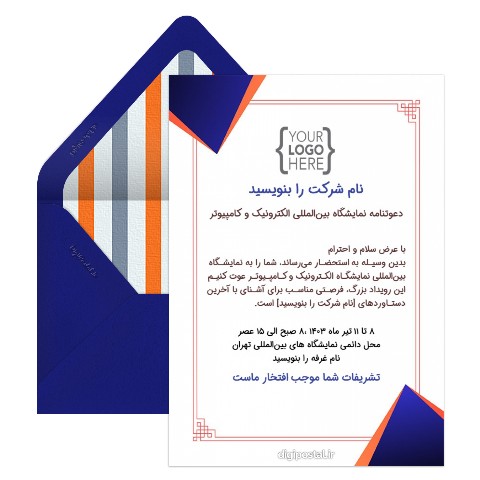 YOUR
LOGO
HERE
نام شرکت را بنویسید
دعوتنامه نمایشگاه بین‌المللی الکترونیک و کامپیوتر
با عرض سلام و احترام
بدین وسیله به استحضار می‌رساند، شما را به نمایشگاه
بین‌المللی نمایشگاه الکترونیک و کامپیوتر عوت کنیم
این رویداد بزرگ، فرصتی مناسب برای آشنای با آخرین
دستاوردهای [نام شرکت را بنویسید] است.
۸ تا ۱۱ تیر ماه ۱۴۰۳ ،۸ صبح الی ۱۵ عصر
محل دائمی نمایشگاه های بین‌المللی تهران
نام غرفه را بنویسید
تشریفات شما موجب افتخار ماست
digipostal.ir